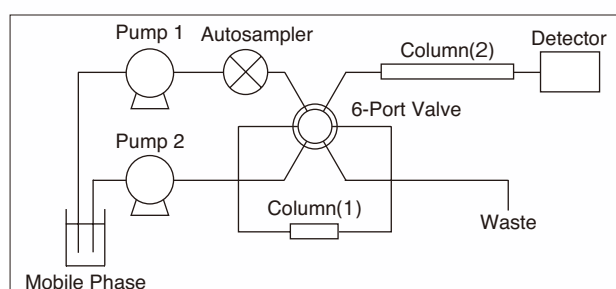 Pump 1
Autosampler
Column(2)
Detector
6-Port Valve
Pump 2
Column(1)
Waste
Mobile Phase